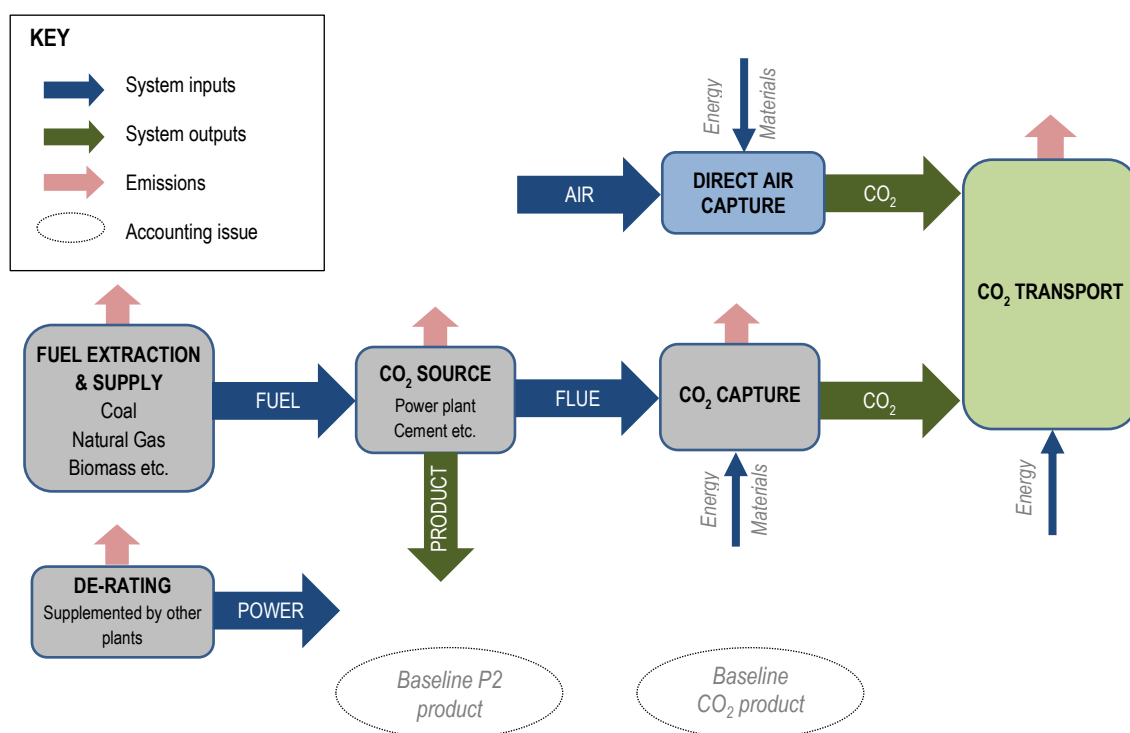 KEY
System inputs
System outputs
Emissions
Accounting issue
Energy
Materials
AIR
DIRECT AIR
CAPTURE
CO₂
CO₂ TRANSPORT
FUEL EXTRACTION
& SUPPLY
Coal
Natural Gas
Biomass etc.
FUEL
CO₂ SOURCE
Power plant
Cement etc.
FLUE
CO₂ CAPTURE
CO₂
PRODUCT
Energy
Materials
Energy
DE-RATING
Supplemented by other
plants
POWER
Baseline P2
product
Baseline
CO₂ product